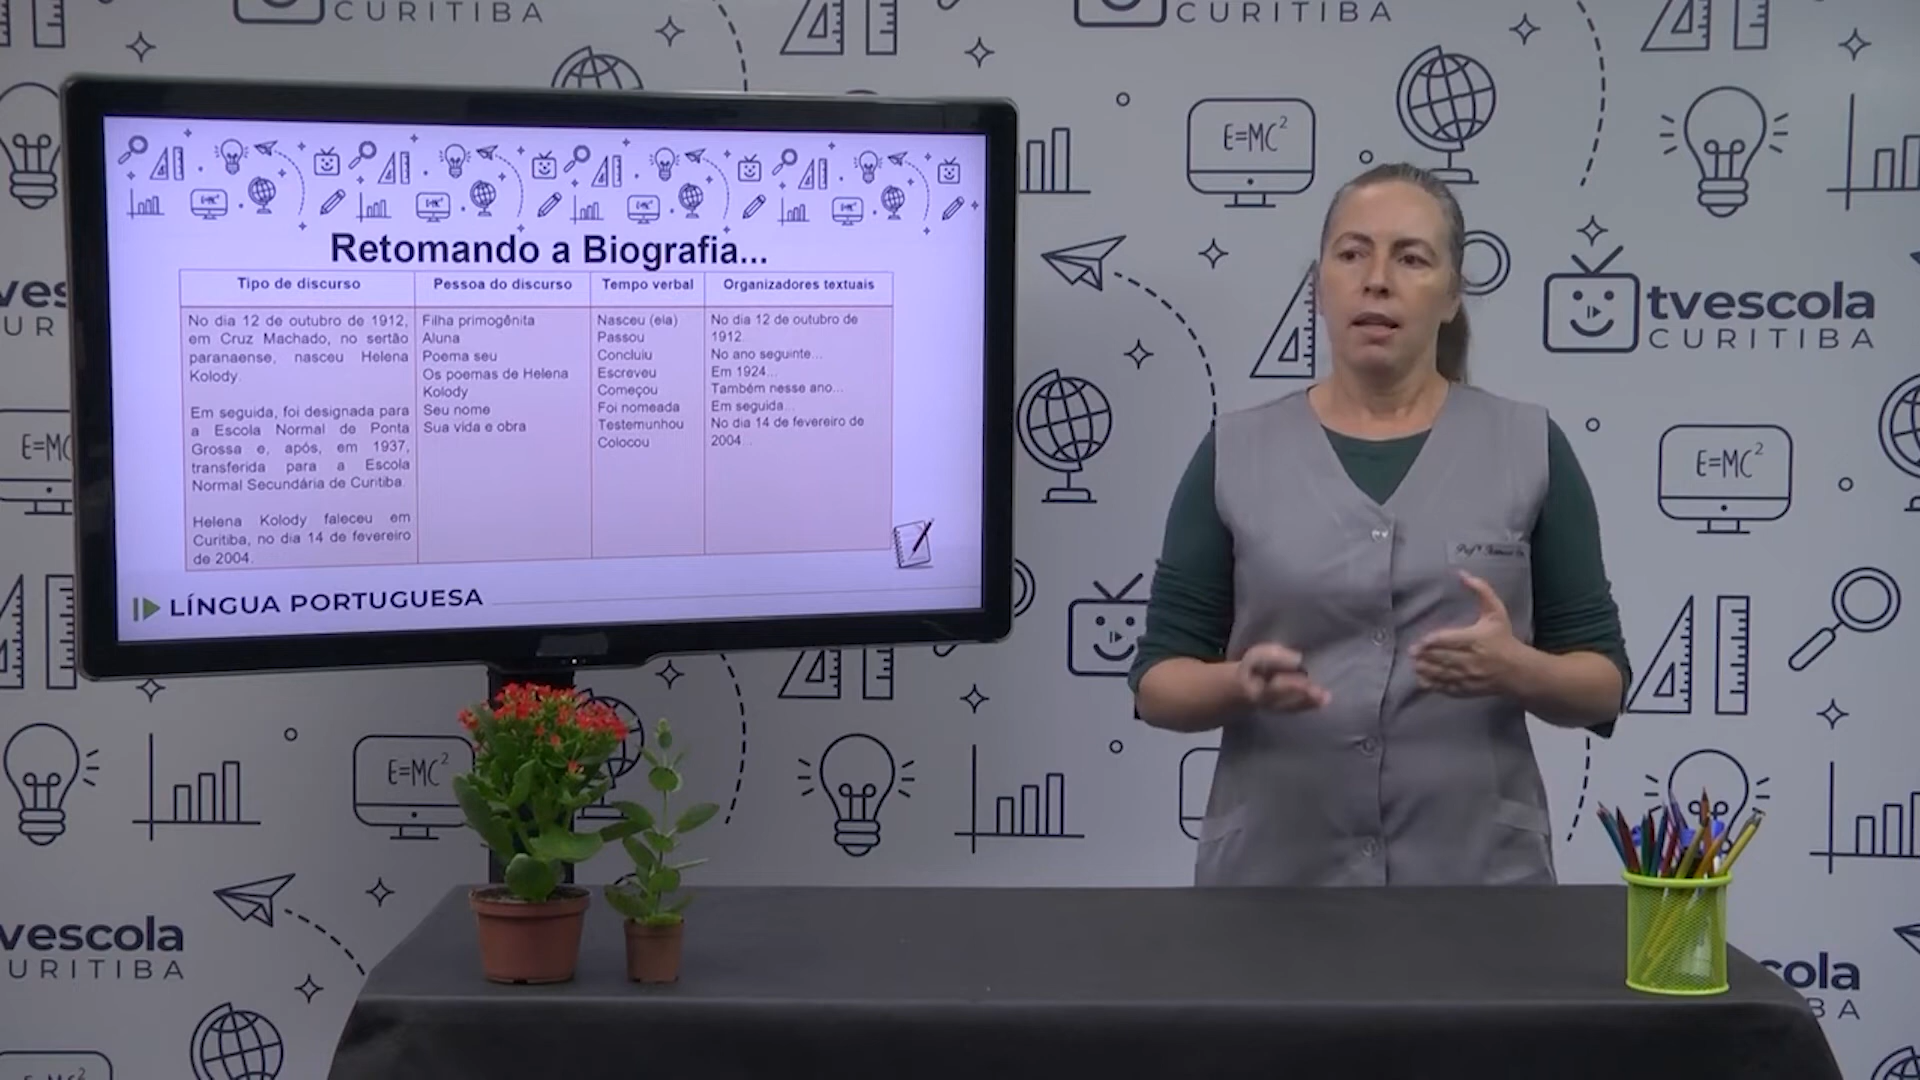 CURITIBA
CURITIBA
E=MC²
tvescola
CURITIBA
E=MC²
Retomando a Biografia...
Tipo de discurso
Pessoa do discurso
Tempo verbal
Organizadores textuais
No dia 12 de outubro de 1912,
em Cruz Machado, no sertão
paranaense, nasceu Helena
Kolody.
Em seguida, foi designada para
a Escola Normal de Ponta
Grossa e, após, em 1937,
transferida para a Escola
Normal Secundária de Curitiba.
Helena Kolody faleceu em
Curitiba, no dia 14 de fevereiro
de 2004.
Filha primogênita
Aluna
Poema seu
Os poemas de Helena
Kolody
Seu nome
Sua vida e obra
Nasceu (ela)
Passou
Concluiu
Escreveu
Começou
Foi nomeada
Testemunhou
Colocou
No dia 12 de outubro de
1912.
No ano seguinte...
Em 1924...
Também nesse ano...
Em seguida...
No dia 14 de fevereiro de
2004...
LÍNGUA PORTUGUESA
E=MC²
vescola
URITIBA
cola